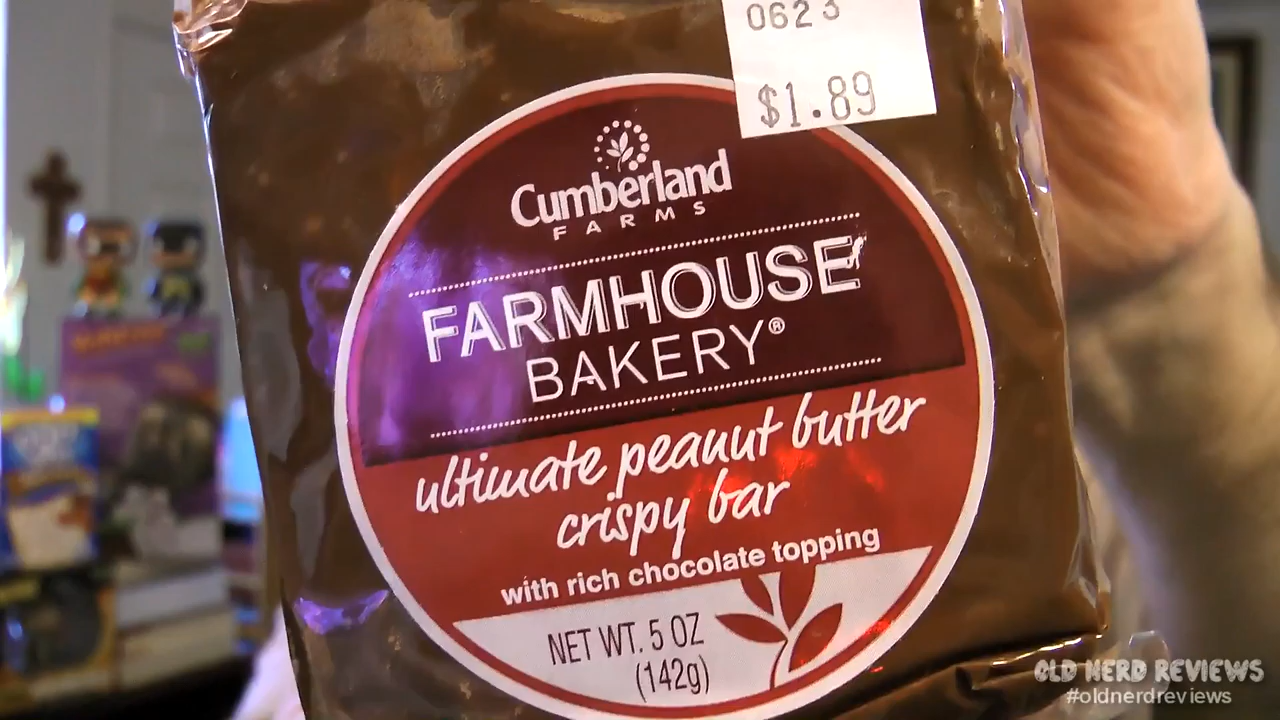 0623
$1.89
Cumberland
FARMS
FARMHOUSE
BAKERY®
ultimate peanut butter
crispy bar
with rich chocolate topping
NET WT. 5 OZ
(142g)
OLD NERD REVIEWS
#oldnerdreviews